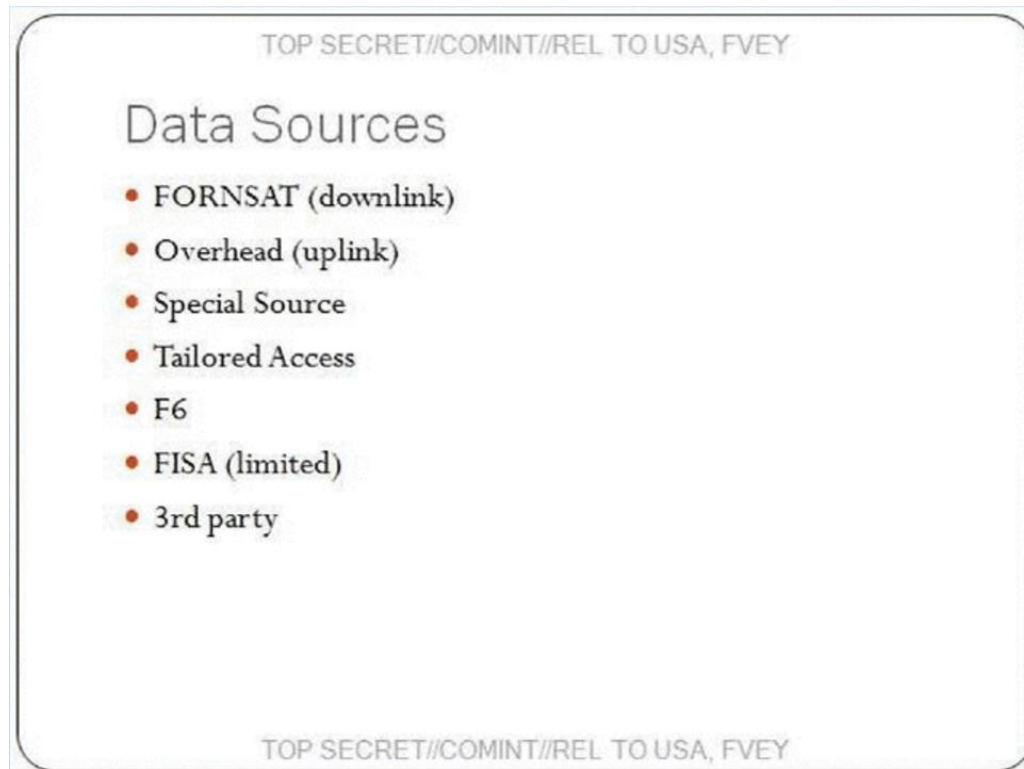 TOP SECRET//COMINT//REL TO USA, FVEY
Data Sources
• FORNSAT (downlink)
• Overhead (uplink)
• Special Source
• Tailored Access
• F6
• FISA (limited)
• 3rd party
TOP SECRET//COMINT//REL TO USA, FVEY